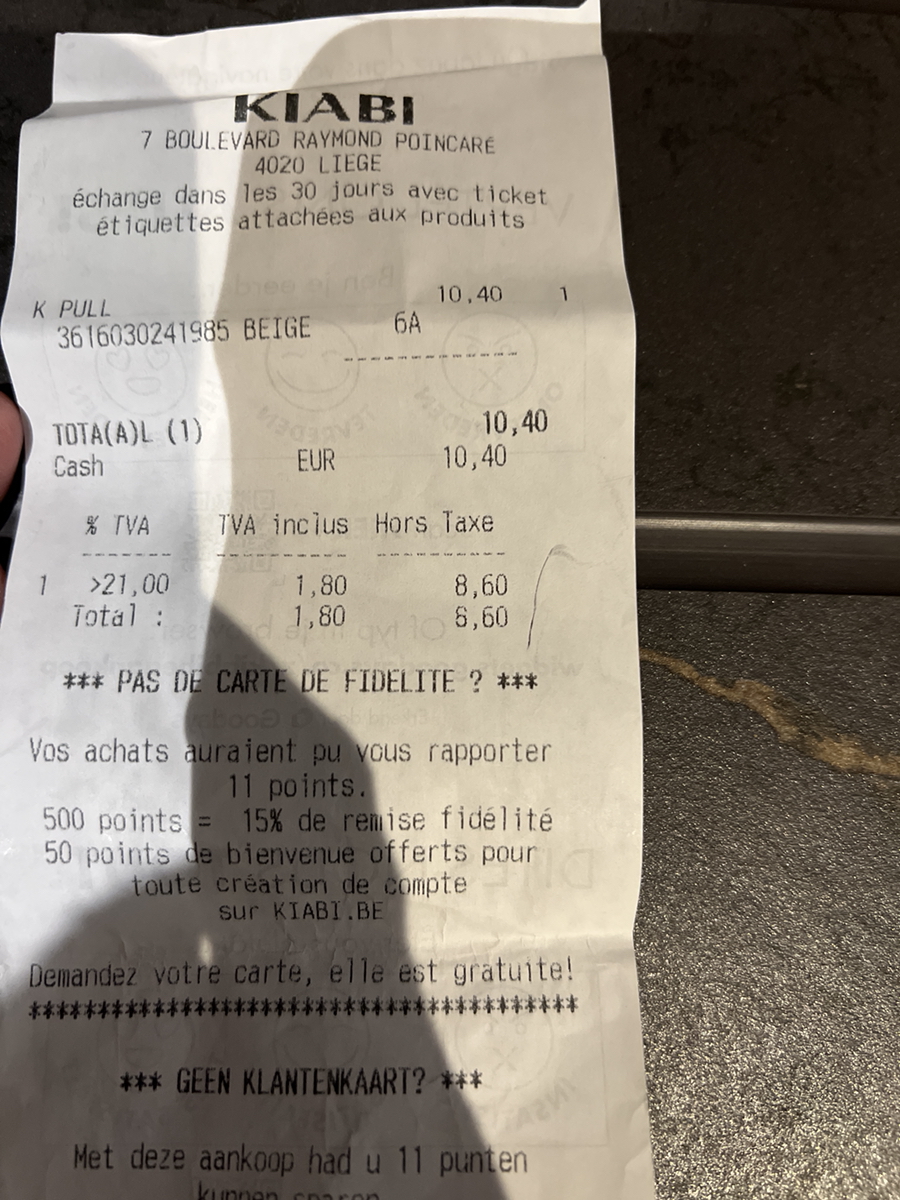 KIABI
7 BOULEVARD RAYMOND POINCARÉ
4020 LIEGE
échange dans les 30 jours avec ticket
étiquettes attachées aux produits
K PULL 10,40 1
3616030241985 BEIGE 6A
TOTA(A)L (1) 10,40
Cash EUR 10,40
% TVA TVA inclus Hors Taxe
1 >21,00 1,80 8,60
Total : 1,80 8,60
*** PAS DE CARTE DE FIDELITE ? ***
Vos achats auraient pu vous rapporter
11 points.
500 points = 15% de remise fidélité
50 points de bienvenue offerts pour
toute création de compte
sur KIABI.BE
Demandez votre carte, elle est gratuite!
****************************************
*** GEEN KLANTENKAART? ***
Met deze aankoop had u 11 punten
kunnen sparen